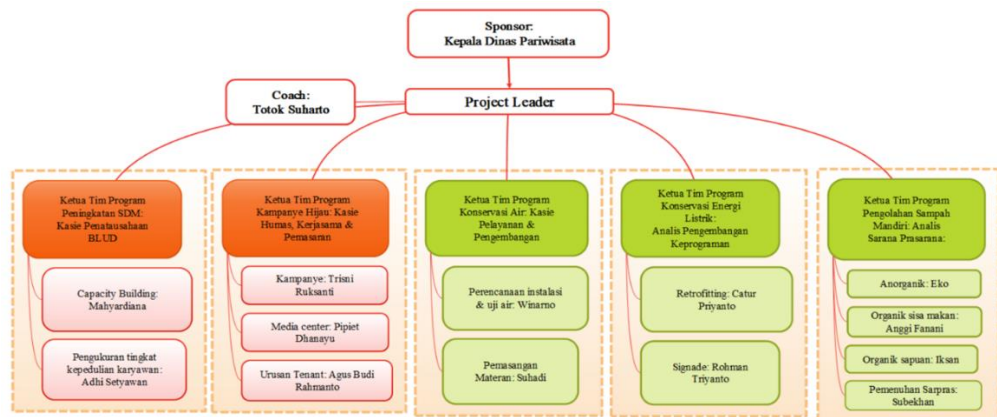 Sponsor:
Kepala Dinas Pariwisata
Coach:
Totok Suharto
Project Leader
Ketua Tim Program
Peningkatan SDM:
Kasie Penatausahaan
BLUD
Capacity Building:
Mahyardiana
Pengukuran tingkat
kepedulian karyawan:
Adhi Setyawan
Ketua Tim Program
Kampanye Hijau: Kasie
Humas, Kerjasama &
Pemasaran
Kampanye: Trisni
Ruksanti
Media center: Pipiet
Dhanayu
Urusan Tenant: Agus Budi
Rahmanto
Ketua Tim Program
Konservasi Air: Kasie
Pelayanan &
Pengembangan
Perencanaan instalasi
& uji air: Winarno
Pemasangan
Materan: Suhadi
Ketua Tim Program
Konservasi Energi
Listrik:
Analis Pengembangan
Keprograman
Retrofitting: Catur
Priyanto
Signade: Rohman
Triyanto
Ketua Tim Program
Pengolahan Sampah
Mandiri: Analis
Sarana Prasarana:
Anorganik: Eko
Organik sisa makan:
Anggi Fanani
Organik sapuan: Iksan
Pemenuhan Sarpras:
Subekhan